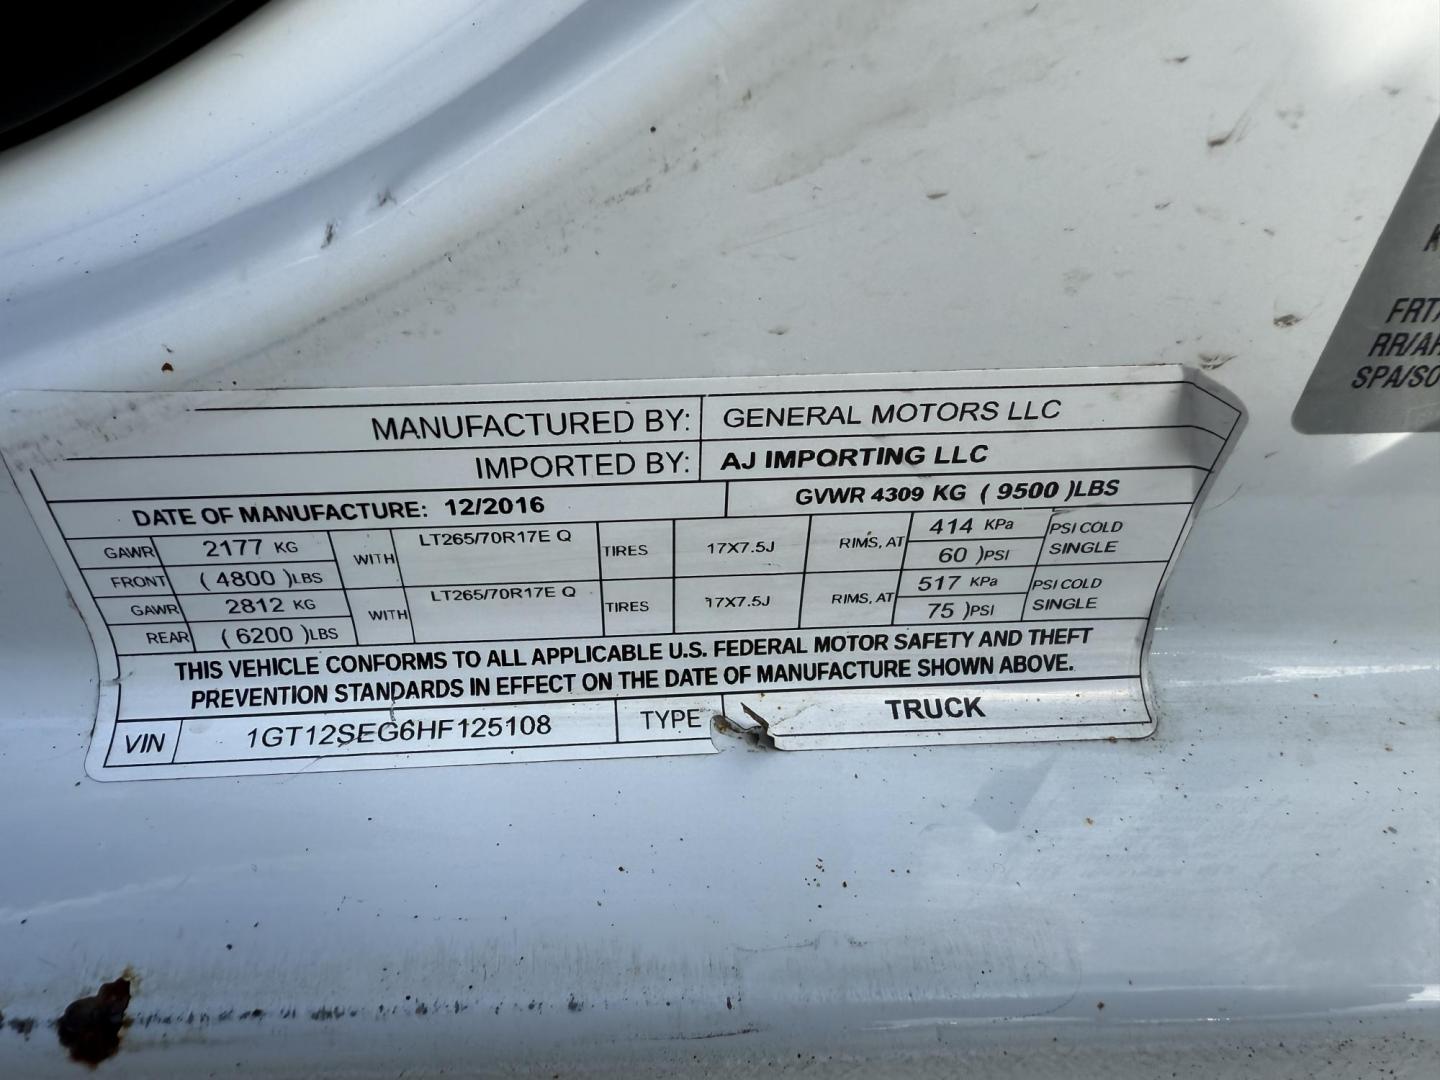 MANUFACTURED BY: GENERAL MOTORS LLC
IMPORTED BY: AJ IMPORTING LLC
DATE OF MANUFACTURE: 12/2016 GVWR 4309 KG ( 9500 )LBS
GAWR 2177 KG WITH LT265/70R17E Q TIRES 17X7.5J RIMS, AT 414 KPa PSI COLD
FRONT ( 4800 )LBS 60 )PSI SINGLE
GAWR 2812 KG WITH LT265/70R17E Q TIRES 17X7.5J RIMS, AT 517 KPa PSI COLD
REAR ( 6200 )LBS 75 )PSI SINGLE
THIS VEHICLE CONFORMS TO ALL APPLICABLE U.S. FEDERAL MOTOR SAFETY AND THEFT
PREVENTION STANDARDS IN EFFECT ON THE DATE OF MANUFACTURE SHOWN ABOVE.
VIN 1GT12SEG6HF125108 TYPE TRUCK
FRT/
RR/AR
SPA/SO